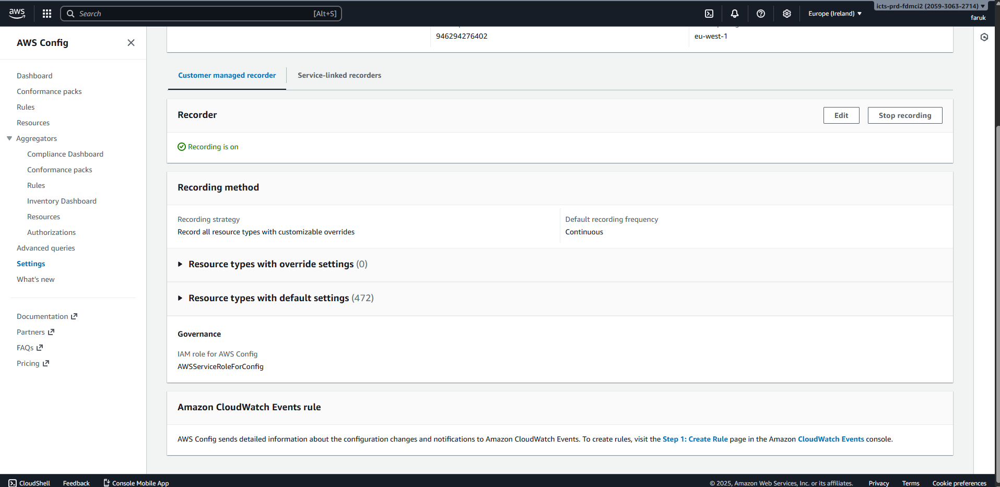 aws
Search
[Alt+S]
Europe (Ireland)
icts-prd-fdmci2 (2059-3063-2714)
faruk
AWS Config
Dashboard
Conformance packs
Rules
Resources
Aggregators
Compliance Dashboard
Conformance packs
Rules
Inventory Dashboard
Resources
Authorizations
Advanced queries
Settings
What's new
Documentation
Partners
FAQs
Pricing
946294276402
eu-west-1
Customer managed recorder
Service-linked recorders
Recorder
Edit
Stop recording
Recording is on
Recording method
Recording strategy
Record all resource types with customizable overrides
Default recording frequency
Continuous
Resource types with override settings (0)
Resource types with default settings (472)
Governance
IAM role for AWS Config
AWSServiceRoleForConfig
Amazon CloudWatch Events rule
AWS Config sends detailed information about the configuration changes and notifications to Amazon CloudWatch Events. To create rules, visit the Step 1: Create Rule page in the Amazon CloudWatch Events console.
CloudShell
Feedback
Console Mobile App
© 2025, Amazon Web Services, Inc. or its affiliates.
Privacy
Terms
Cookie preferences